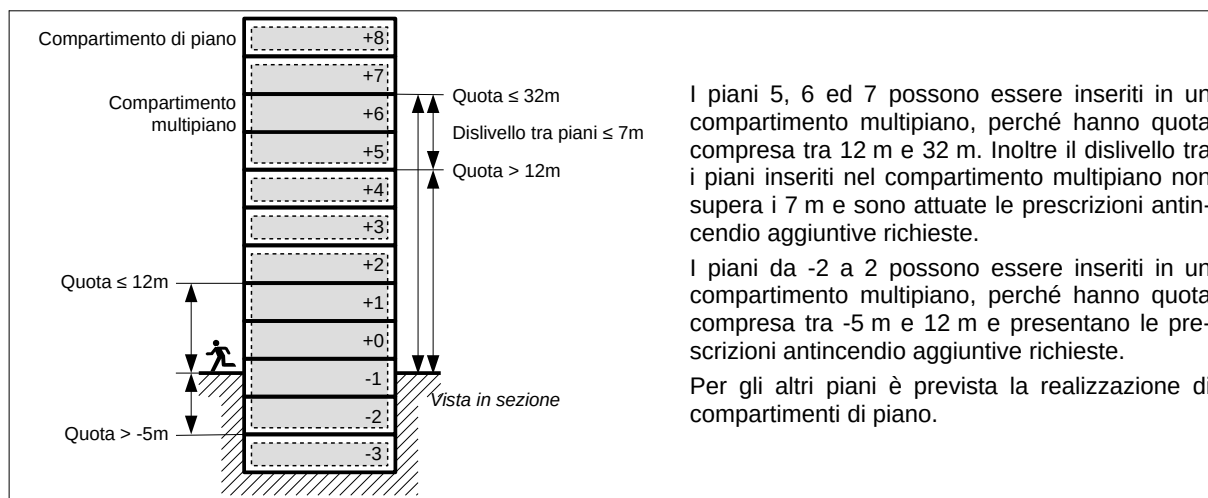 Compartimento di piano
+8
+7
Compartimento
multipiano
+6
+5
+4
+3
+2
+1
+0
-1
-2
-3
Quota ≤ 32m
Dislivello tra piani ≤ 7m
Quota > 12m
Quota ≤ 12m
Quota > -5m
Vista in sezione
I piani 5, 6 ed 7 possono essere inseriti in un
compartimento multipiano, perché hanno quota
compresa tra 12 m e 32 m. Inoltre il dislivello tra
i piani inseriti nel compartimento multipiano non
supera i 7 m e sono attuate le prescrizioni antin-
cendio aggiuntive richieste.
I piani da -2 a 2 possono essere inseriti in un
compartimento multipiano, perché hanno quota
compresa tra -5 m e 12 m e presentano le pre-
scrizioni antincendio aggiuntive richieste.
Per gli altri piani è prevista la realizzazione di
compartimenti di piano.